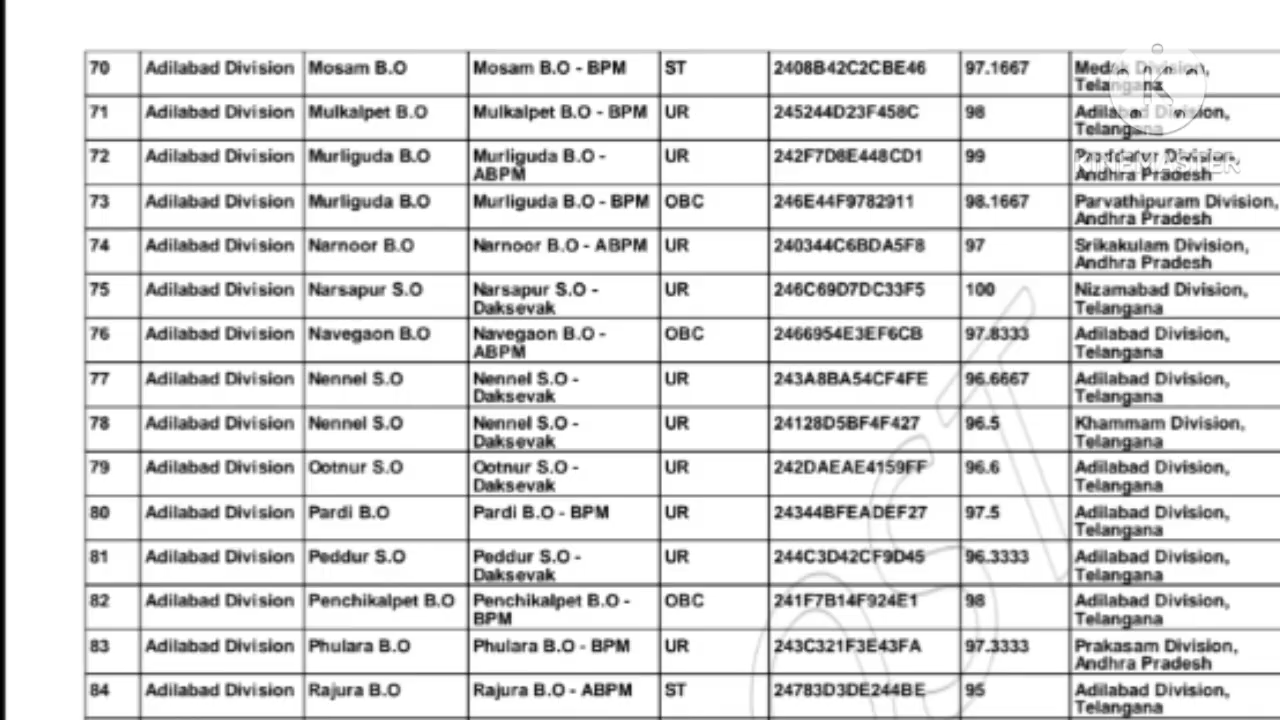 70 Adilabad Division Mosam B.O Mosam B.O - BPM ST 2408B42C2CBE46 97.1667 Medak Division,
Telangana
71 Adilabad Division Mulkalpet B.O Mulkalpet B.O - BPM UR 245244D23F458C 98 Adilabad Division,
Telangana
72 Adilabad Division Murliguda B.O Murliguda B.O - UR 242F7D8E448CD1 99 Proddatur Division,
ABPM Andhra Pradesh
KINEMASTER
73 Adilabad Division Murliguda B.O Murliguda B.O - BPM OBC 246E44F9782911 98.1667 Parvathipuram Division,
Andhra Pradesh
74 Adilabad Division Narnoor B.O Narnoor B.O - ABPM UR 240344C6BDA5F8 97 Srikakulam Division,
Andhra Pradesh
75 Adilabad Division Narsapur S.O Narsapur S.O - UR 246C69D7DC33F5 100 Nizamabad Division,
Daksevak Telangana
76 Adilabad Division Navegaon B.O Navegaon B.O - OBC 2466954E3EF6CB 97.8333 Adilabad Division,
ABPM Telangana
77 Adilabad Division Nennel S.O Nennel S.O - UR 243A8BA54CF4FE 96.6667 Adilabad Division,
Daksevak Telangana
78 Adilabad Division Nennel S.O Nennel S.O - UR 24128D5BF4F427 96.5 Khammam Division,
Daksevak Telangana
79 Adilabad Division Ootnur S.O Ootnur S.O - UR 242DAEAE4159FF 96.6 Adilabad Division,
Daksevak Telangana
80 Adilabad Division Pardi B.O Pardi B.O - BPM UR 24344BFEADEF27 97.5 Adilabad Division,
Telangana
81 Adilabad Division Peddur S.O Peddur S.O - UR 244C3D42CF9D45 96.3333 Adilabad Division,
Daksevak Telangana
82 Adilabad Division Penchikalpet B.O Penchikalpet B.O - OBC 241F7B14F924E1 98 Adilabad Division,
BPM Telangana
83 Adilabad Division Phulara B.O Phulara B.O - BPM UR 243C321F3E43FA 97.3333 Prakasam Division,
Andhra Pradesh
84 Adilabad Division Rajura B.O Rajura B.O - ABPM ST 24783D3DE244BE 95 Adilabad Division,
Telangana
OST